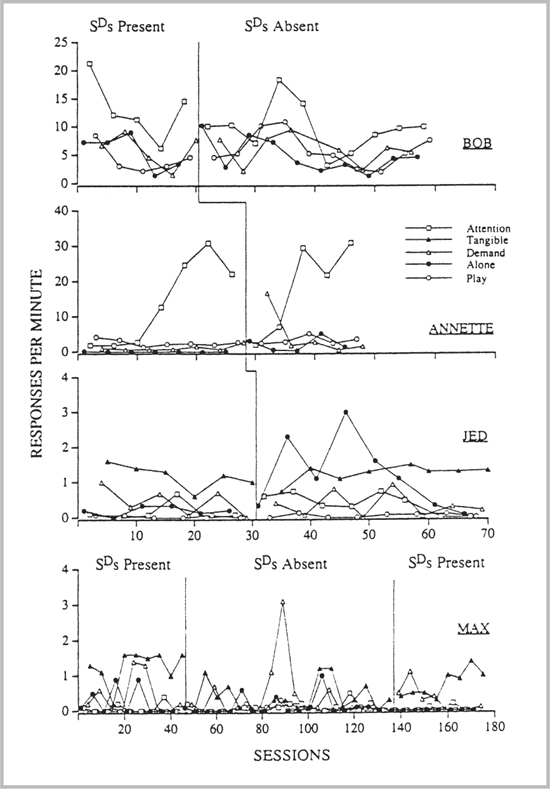 SDs Present
SDs Absent
25
20
15
10
5
0
BOB
40
30
20
10
0
Attention
Tangible
Demand
Alone
Play
ANNETTE
RESPONSES PER MINUTE
4
3
2
1
0
JED
0
10
20
30
40
50
60
70
SDs Present
SDs Absent
SDs Present
4
3
2
1
0
MAX
20
40
60
80
100
120
140
160
180
SESSIONS